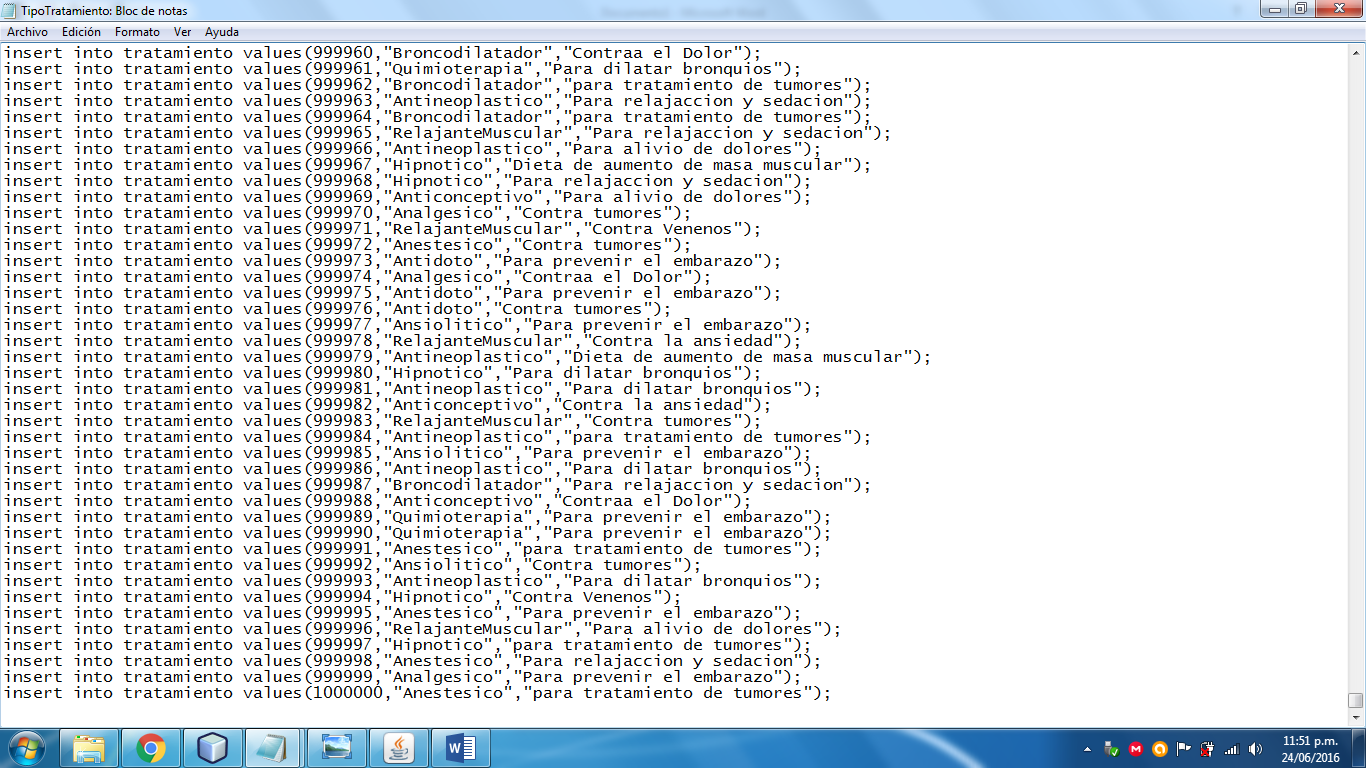 TipoTratamiento: Bloc de notas
Archivo Edición Formato Ver Ayuda
insert into tratamiento values(999960,"Broncodilatador","Contraa el Dolor");
insert into tratamiento values(999961,"Quimioterapia","Para dilatar bronquios");
insert into tratamiento values(999962,"Broncodilatador","para tratamiento de tumores");
insert into tratamiento values(999963,"Antineoplastico","Para relajaccion y sedacion");
insert into tratamiento values(999964,"Broncodilatador","para tratamiento de tumores");
insert into tratamiento values(999965,"RelajanteMuscular","Para relajaccion y sedacion");
insert into tratamiento values(999966,"Antineoplastico","Para alivio de dolores");
insert into tratamiento values(999967,"Hipnotico","Dieta de aumento de masa muscular");
insert into tratamiento values(999968,"Hipnotico","Para relajaccion y sedacion");
insert into tratamiento values(999969,"Anticonceptivo","Para alivio de dolores");
insert into tratamiento values(999970,"Analgesico","Contra tumores");
insert into tratamiento values(999971,"RelajanteMuscular","Contra Venenos");
insert into tratamiento values(999972,"Anestesico","Contra tumores");
insert into tratamiento values(999973,"Antidoto","Para prevenir el embarazo");
insert into tratamiento values(999974,"Analgesico","Contraa el Dolor");
insert into tratamiento values(999975,"Antidoto","Para prevenir el embarazo");
insert into tratamiento values(999976,"Antidoto","Contra tumores");
insert into tratamiento values(999977,"Ansiolitico","Para prevenir el embarazo");
insert into tratamiento values(999978,"RelajanteMuscular","Contra la ansiedad");
insert into tratamiento values(999979,"Antineoplastico","Dieta de aumento de masa muscular");
insert into tratamiento values(999980,"Hipnotico","Para dilatar bronquios");
insert into tratamiento values(999981,"Antineoplastico","Para dilatar bronquios");
insert into tratamiento values(999982,"Anticonceptivo","Contra la ansiedad");
insert into tratamiento values(999983,"RelajanteMuscular","Contra tumores");
insert into tratamiento values(999984,"Antineoplastico","para tratamiento de tumores");
insert into tratamiento values(999985,"Ansiolitico","Para prevenir el embarazo");
insert into tratamiento values(999986,"Antineoplastico","Para dilatar bronquios");
insert into tratamiento values(999987,"Broncodilatador","Para relajaccion y sedacion");
insert into tratamiento values(999988,"Anticonceptivo","Contraa el Dolor");
insert into tratamiento values(999989,"Quimioterapia","Para prevenir el embarazo");
insert into tratamiento values(999990,"Quimioterapia","Para prevenir el embarazo");
insert into tratamiento values(999991,"Anestesico","para tratamiento de tumores");
insert into tratamiento values(999992,"Ansiolitico","Contra tumores");
insert into tratamiento values(999993,"Antineoplastico","Para dilatar bronquios");
insert into tratamiento values(999994,"Hipnotico","Contra Venenos");
insert into tratamiento values(999995,"Anestesico","Para prevenir el embarazo");
insert into tratamiento values(999996,"RelajanteMuscular","Para alivio de dolores");
insert into tratamiento values(999997,"Hipnotico","para tratamiento de tumores");
insert into tratamiento values(999998,"Anestesico","Para relajaccion y sedacion");
insert into tratamiento values(999999,"Analgesico","Para prevenir el embarazo");
insert into tratamiento values(1000000,"Anestesico","para tratamiento de tumores");
11:51 p.m.
24/06/2016